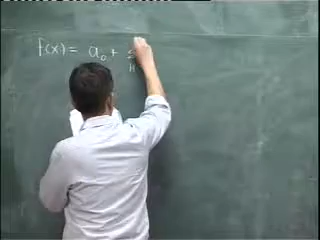 f(x) = a₀ +